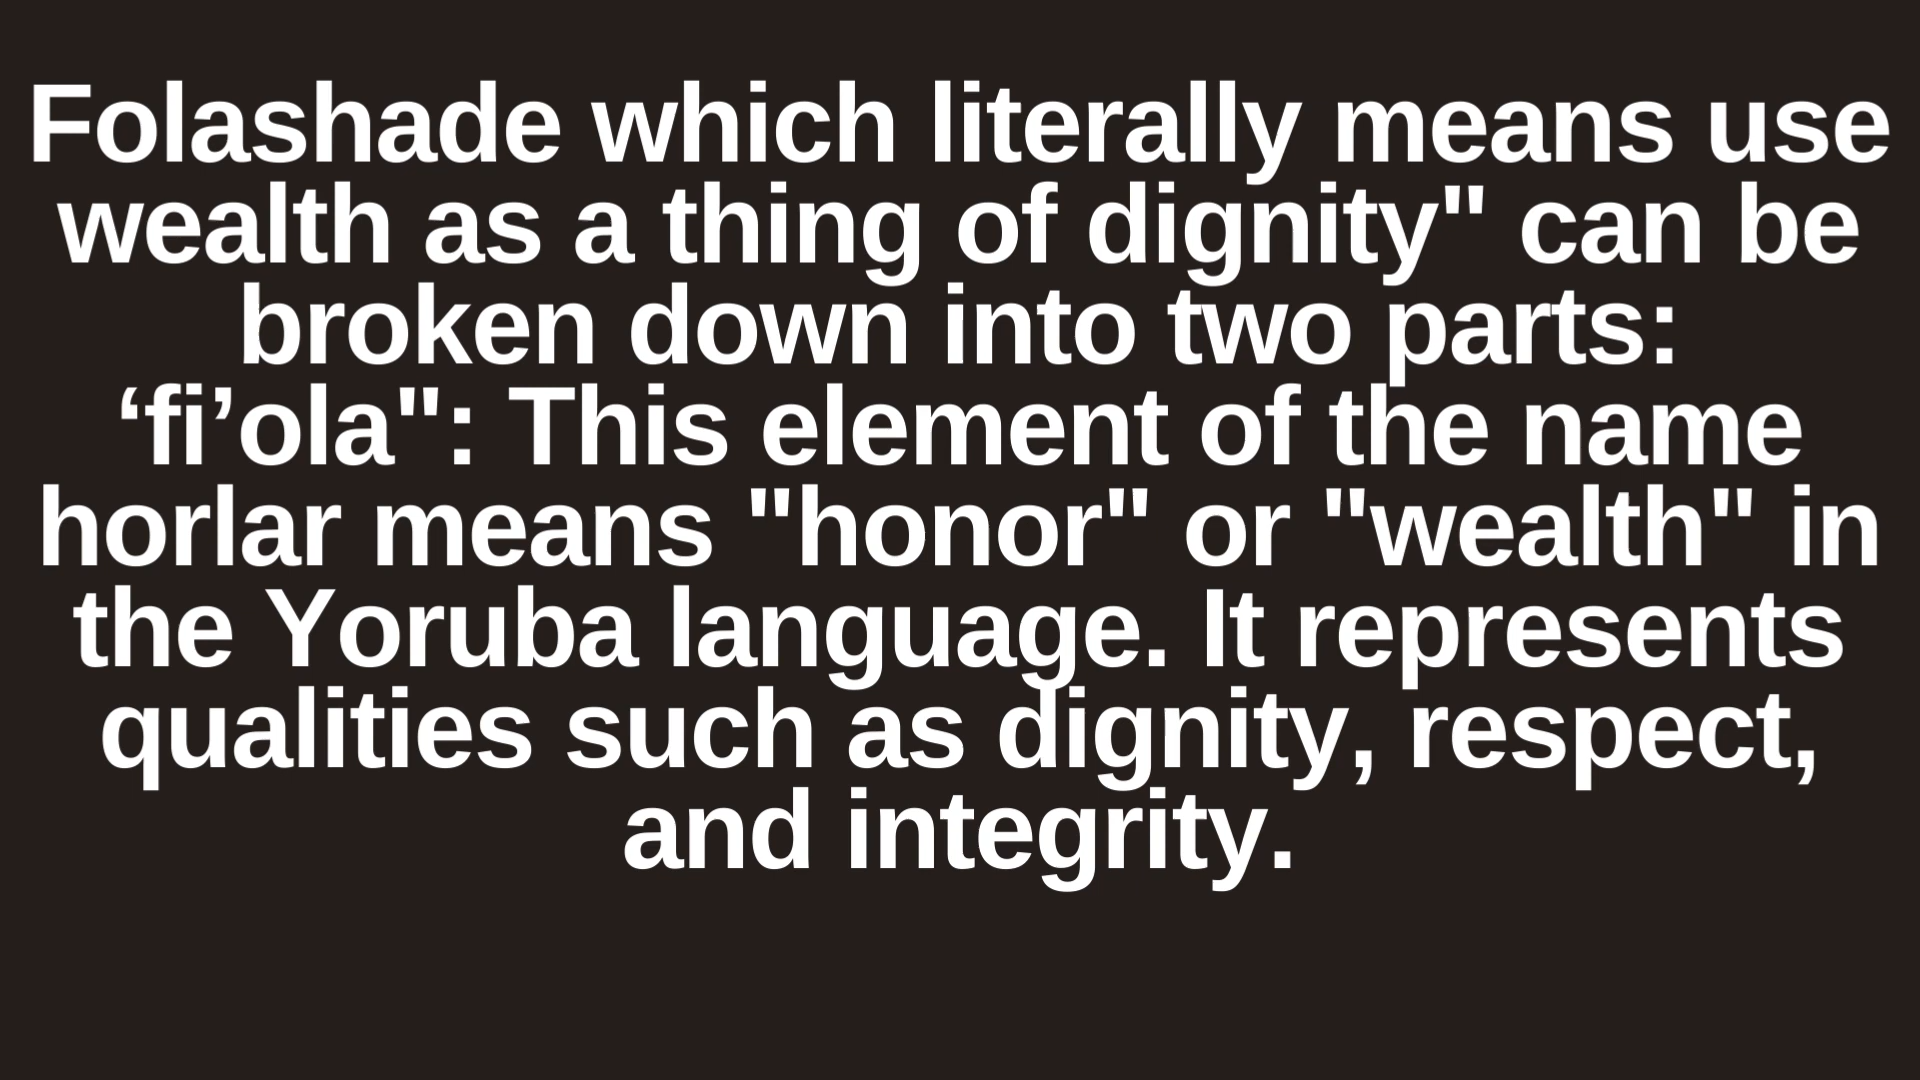 Folashade which literally means use
wealth as a thing of dignity" can be
broken down into two parts:
‘fi’ola": This element of the name
horlar means "honor" or "wealth" in
the Yoruba language. It represents
qualities such as dignity, respect,
and integrity.